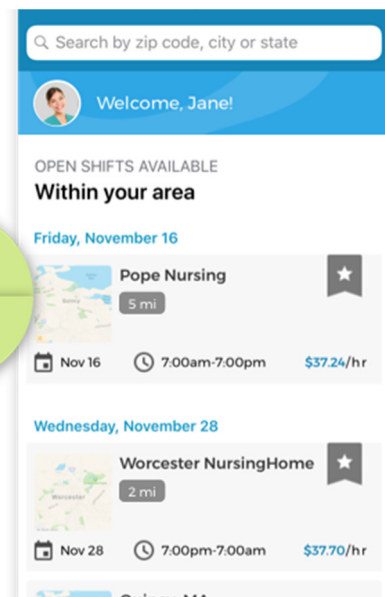 Search by zip code, city or state
Welcome, Jane!
OPEN SHIFTS AVAILABLE
Within your area
Friday, November 16
Pope Nursing
5 mi
Nov 16 7:00am-7:00pm $37.24/hr
Wednesday, November 28
Worcester NursingHome
2 mi
Worcester
Nov 28 7:00pm-7:00am $37.70/hr